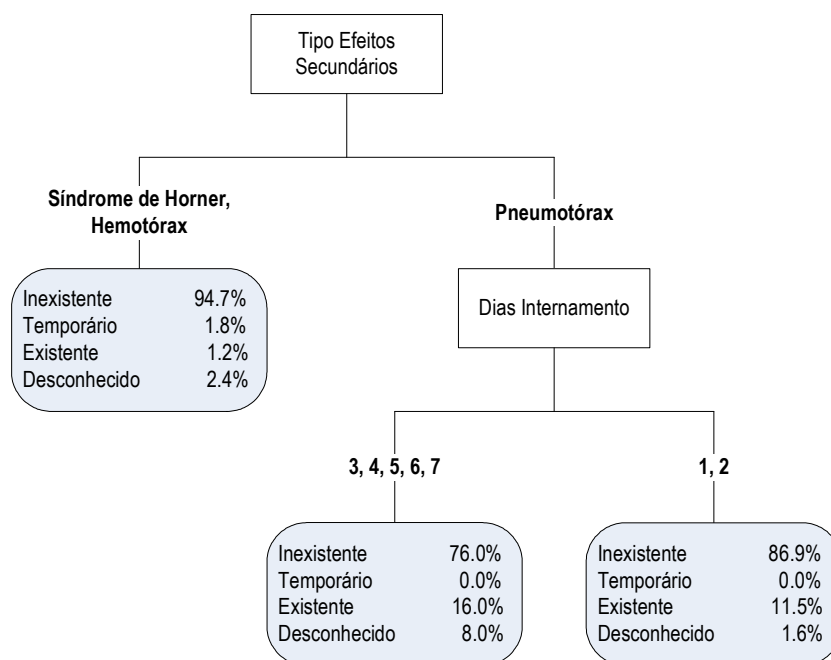 Tipo Efeitos
Secundários
Síndrome de Horner,
Hemotórax
Pneumotórax
Inexistente 94.7%
Temporário 1.8%
Existente 1.2%
Desconhecido 2.4%
Dias Internamento
3, 4, 5, 6, 7
1, 2
Inexistente 76.0%
Temporário 0.0%
Existente 16.0%
Desconhecido 8.0%
Inexistente 86.9%
Temporário 0.0%
Existente 11.5%
Desconhecido 1.6%